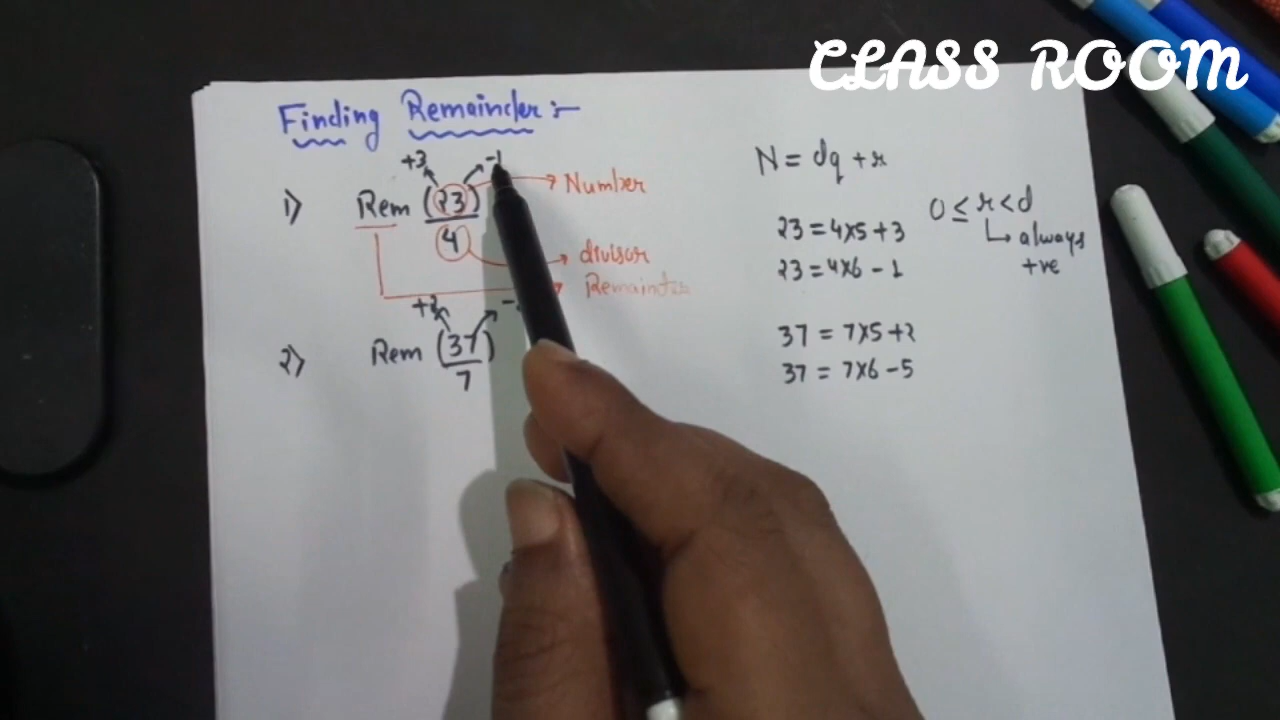 CLASS ROOM
Finding Remainder :-
+3 -1
1) Rem (23) → Number
4 → divisor
Remainder
+2
2) Rem (37)
7
N = dq + r
0 ≤ r < d
↳ always
+ve
23 = 4×5 + 3
23 = 4×6 - 1
37 = 7×5 + 2
37 = 7×6 - 5